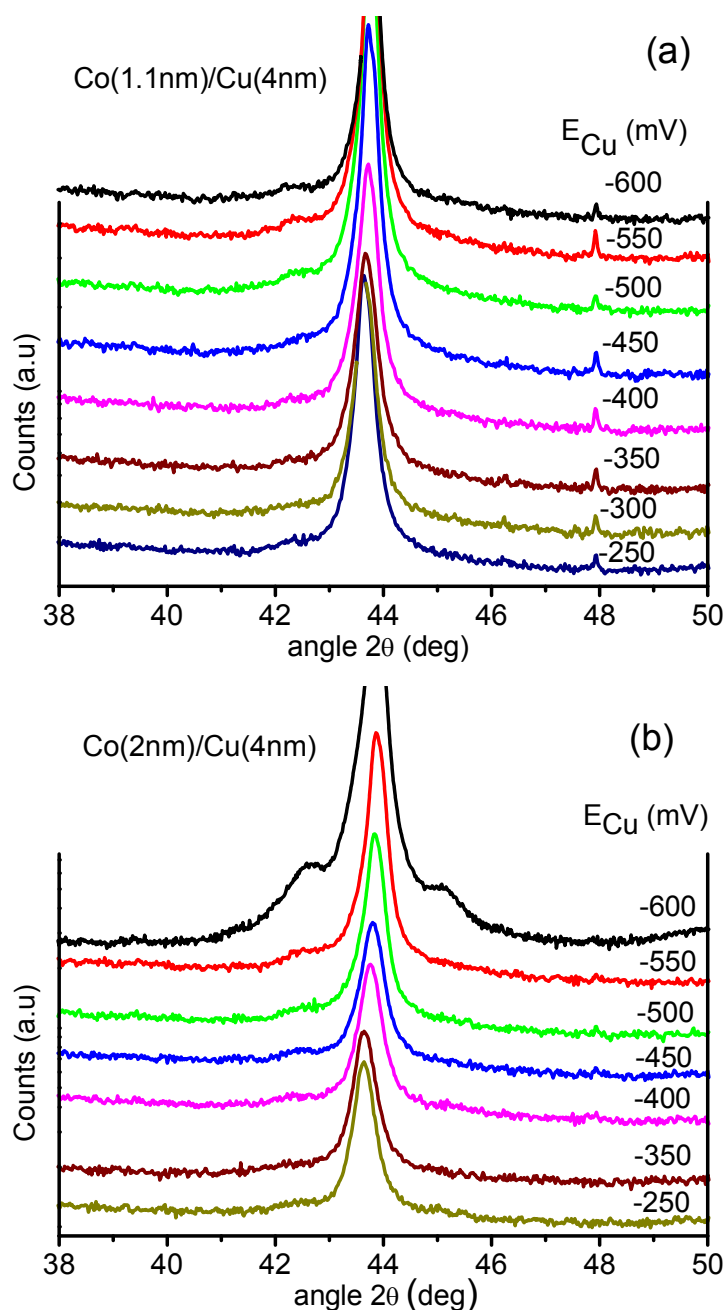 (a)
Co(1.1nm)/Cu(4nm)
E_Cu (mV)
-600
-550
-500
-450
-400
-350
-300
-250
Counts (a.u)
38 40 42 44 46 48 50
angle 2θ (deg)
(b)
Co(2nm)/Cu(4nm)
E_Cu (mV)
-600
-550
-500
-450
-400
-350
-250
Counts (a.u)
38 40 42 44 46 48 50
angle 2θ (deg)